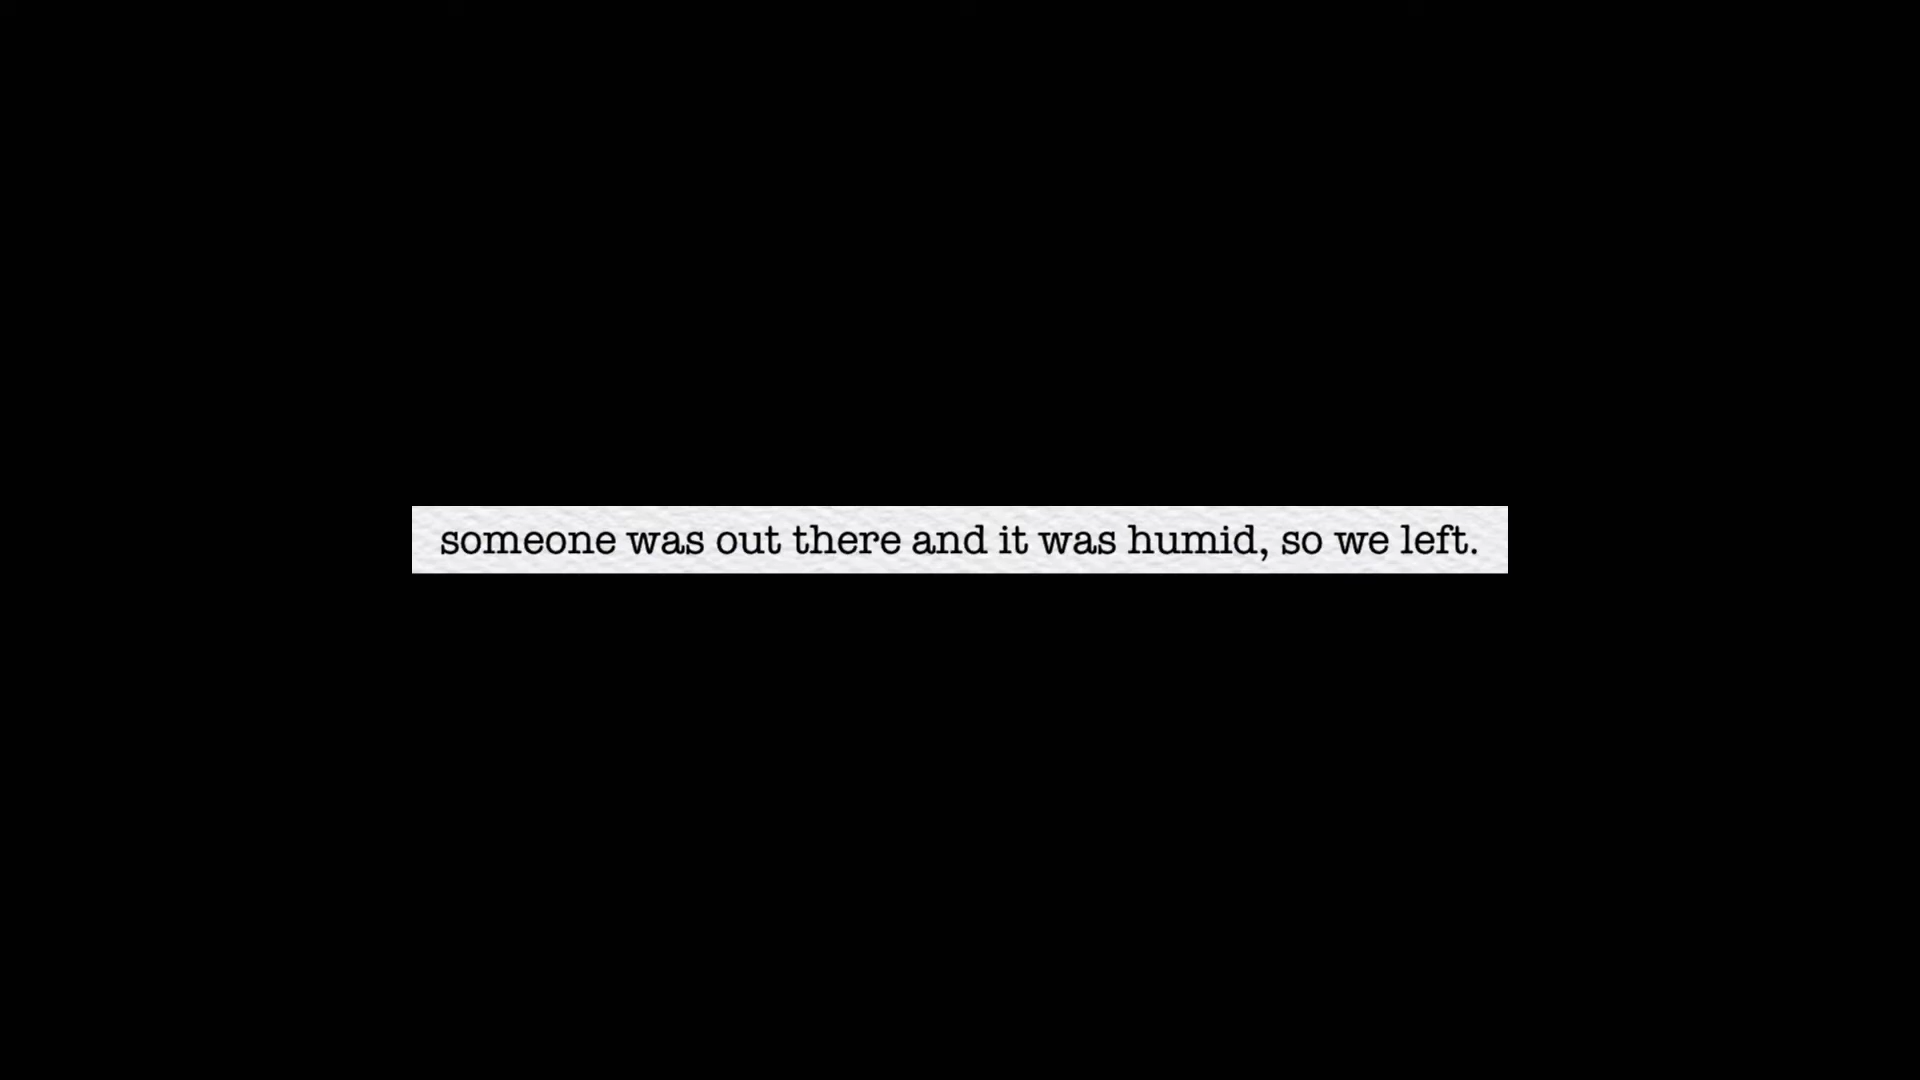 someone was out there and it was humid, so we left.